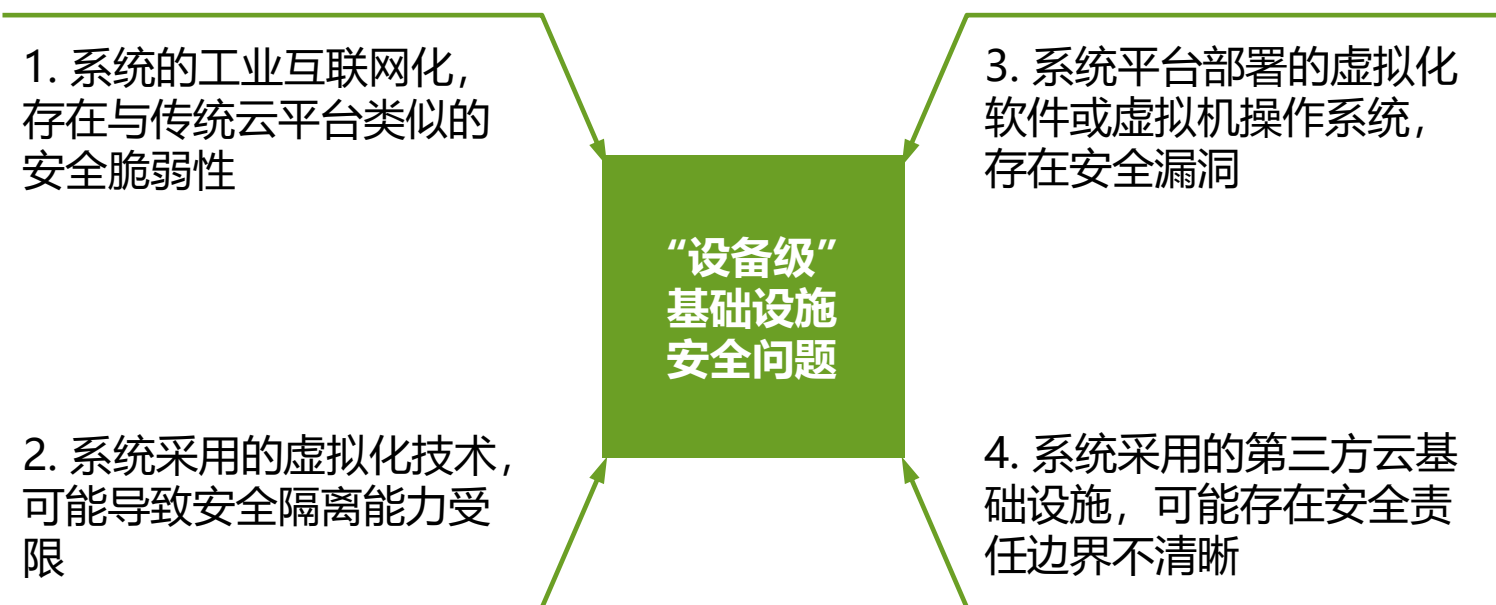 1. 系统的工业互联网化，
存在与传统云平台类似的
安全脆弱性
2. 系统采用的虚拟化技术，
可能导致安全隔离能力受
限
“设备级”
基础设施
安全问题
3. 系统平台部署的虚拟化
软件或虚拟机操作系统，
存在安全漏洞
4. 系统采用的第三方云基
础设施，可能存在安全责
任边界不清晰